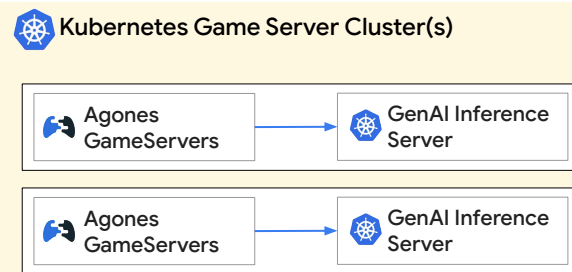 Kubernetes Game Server Cluster(s)
Agones
GameServers
GenAI Inference
Server
Agones
GameServers
GenAI Inference
Server